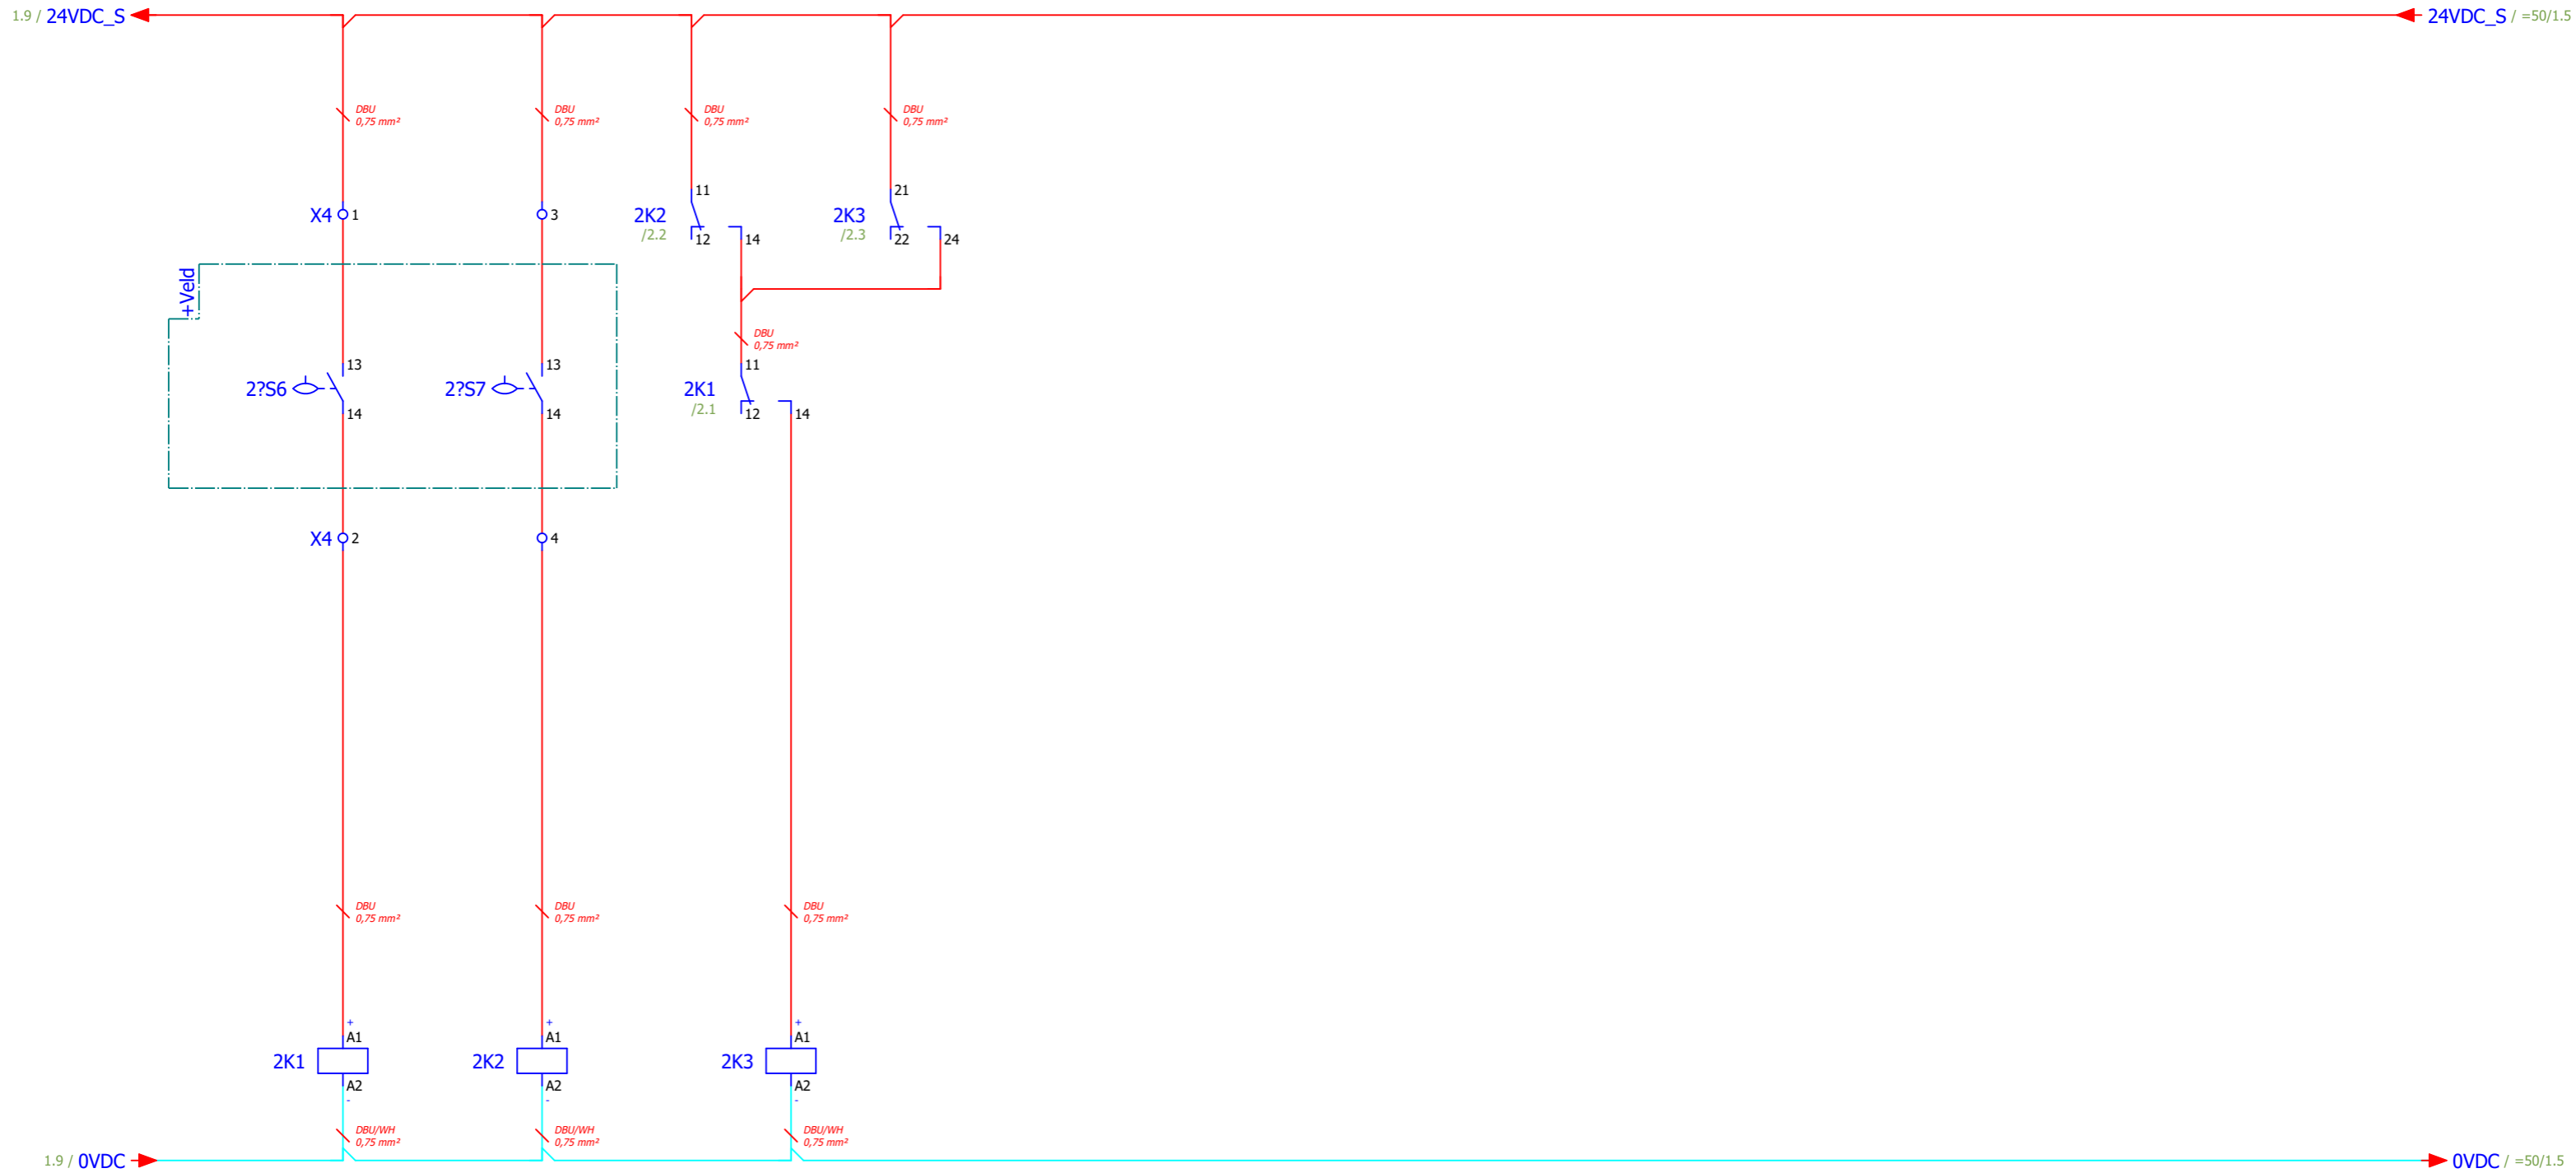 1.9 / 24VDC_S
24VDC_S / =50/1.5
DBU
0,75 mm²
DBU
0,75 mm²
DBU
0,75 mm²
DBU
0,75 mm²
X4 1
3
2K2
/2.2
11
12
14
2K3
/2.3
21
22
24
+Veld
DBU
0,75 mm²
2?S6
13
14
2?S7
13
14
2K1
/2.1
11
12
14
X4 2
4
DBU
0,75 mm²
DBU
0,75 mm²
DBU
0,75 mm²
+
A1
2K1
A2
-
+
A1
2K2
A2
-
+
A1
2K3
A2
-
DBU/WH
0,75 mm²
DBU/WH
0,75 mm²
DBU/WH
0,75 mm²
1.9 / 0VDC
0VDC / =50/1.5